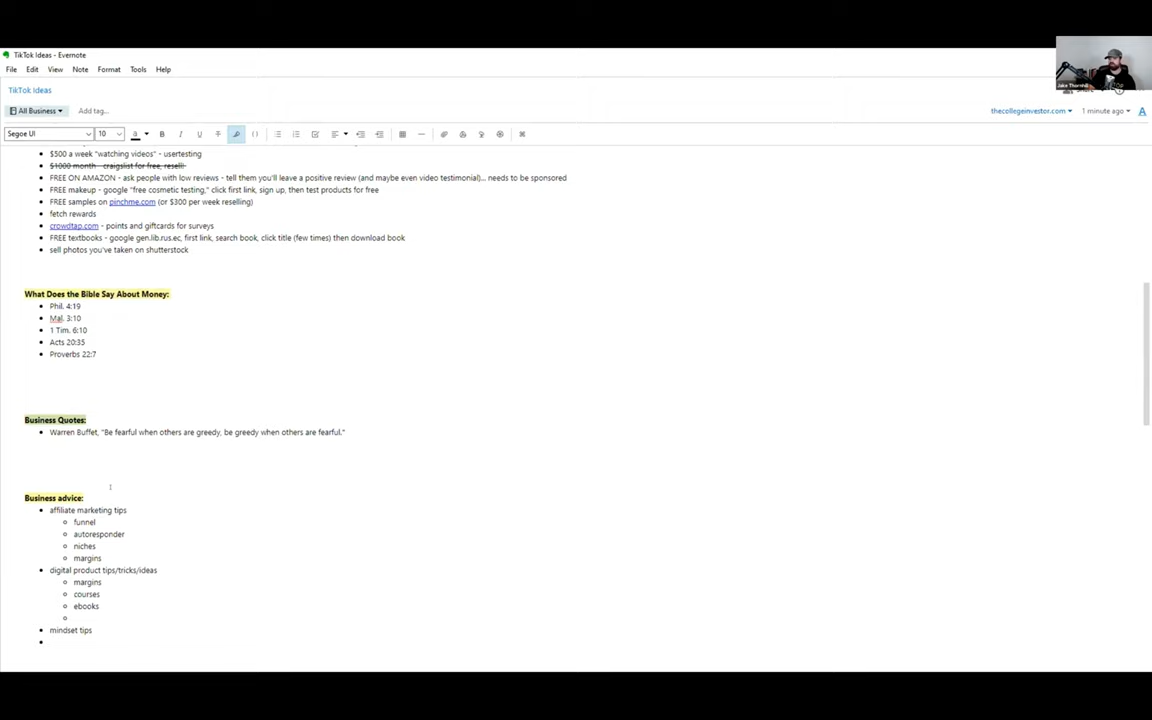 TikTok Ideas - Evernote
File Edit View Note Format Tools Help
TikTok Ideas
Jake Thornhill
All Business Add tag... thecollegeinvestor.com 1 minute ago
Segoe UI 10
$500 a week "watching videos" - usertesting
$1000 month - craigslist for free, resell!
FREE ON AMAZON - ask people with low reviews - tell them you'll leave a positive review (and maybe even video testimonial)... needs to be sponsored
FREE makeup - google "free cosmetic testing," click first link, sign up, then test products for free
FREE samples on pinchme.com (or $300 per week reselling)
fetch rewards
crowdtap.com - points and giftcards for surveys
FREE textbooks - google gen.lib.rus.ec, first link, search book, click title (few times) then download book
sell photos you've taken on shutterstock
What Does the Bible Say About Money:
Phil. 4:19
Mal. 3:10
1 Tim. 6:10
Acts 20:35
Proverbs 22:7
Business Quotes:
Warren Buffet, "Be fearful when others are greedy, be greedy when others are fearful."
Business advice:
affiliate marketing tips
funnel
autoresponder
niches
margins
digital product tips/tricks/ideas
margins
courses
ebooks
mindset tips